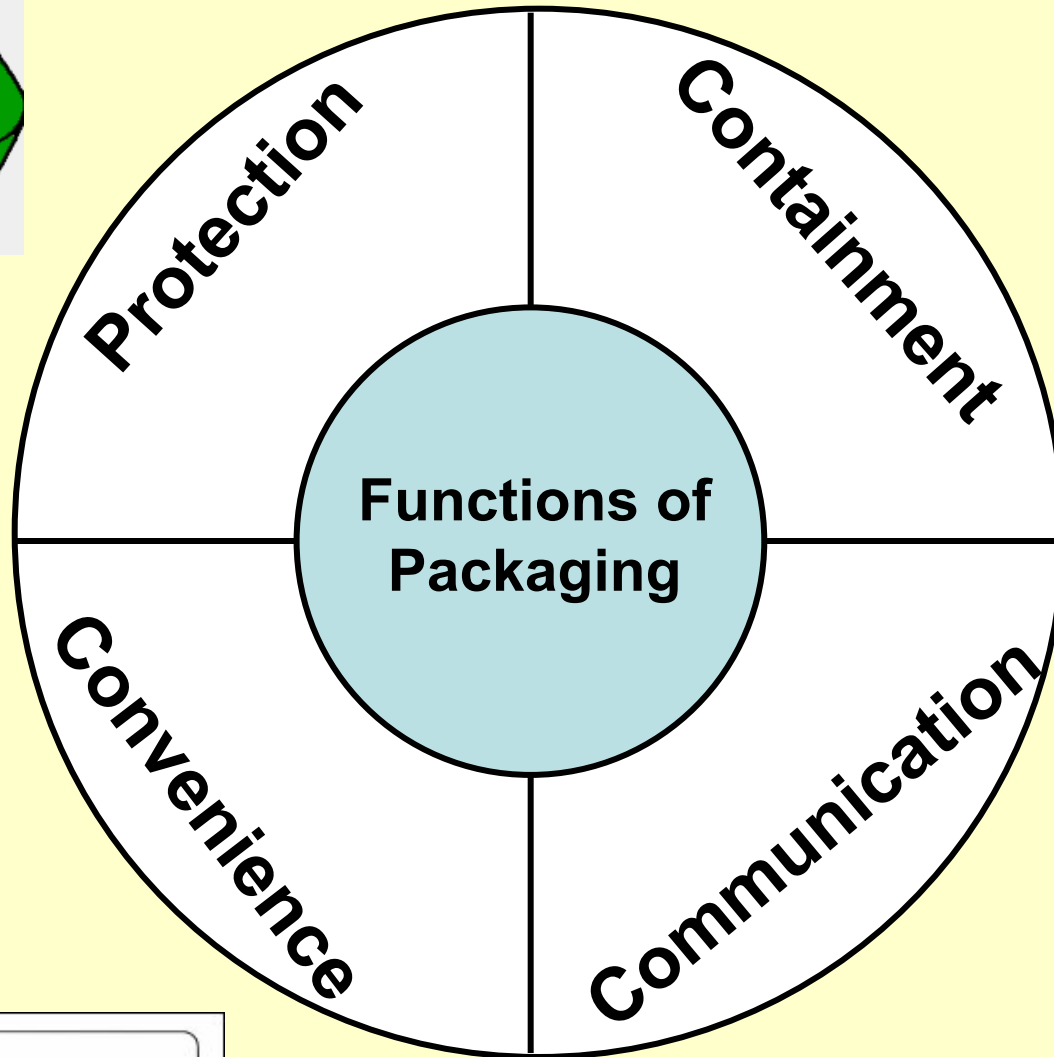 Protection
Containment
Functions of
Packaging
Convenience
Communication